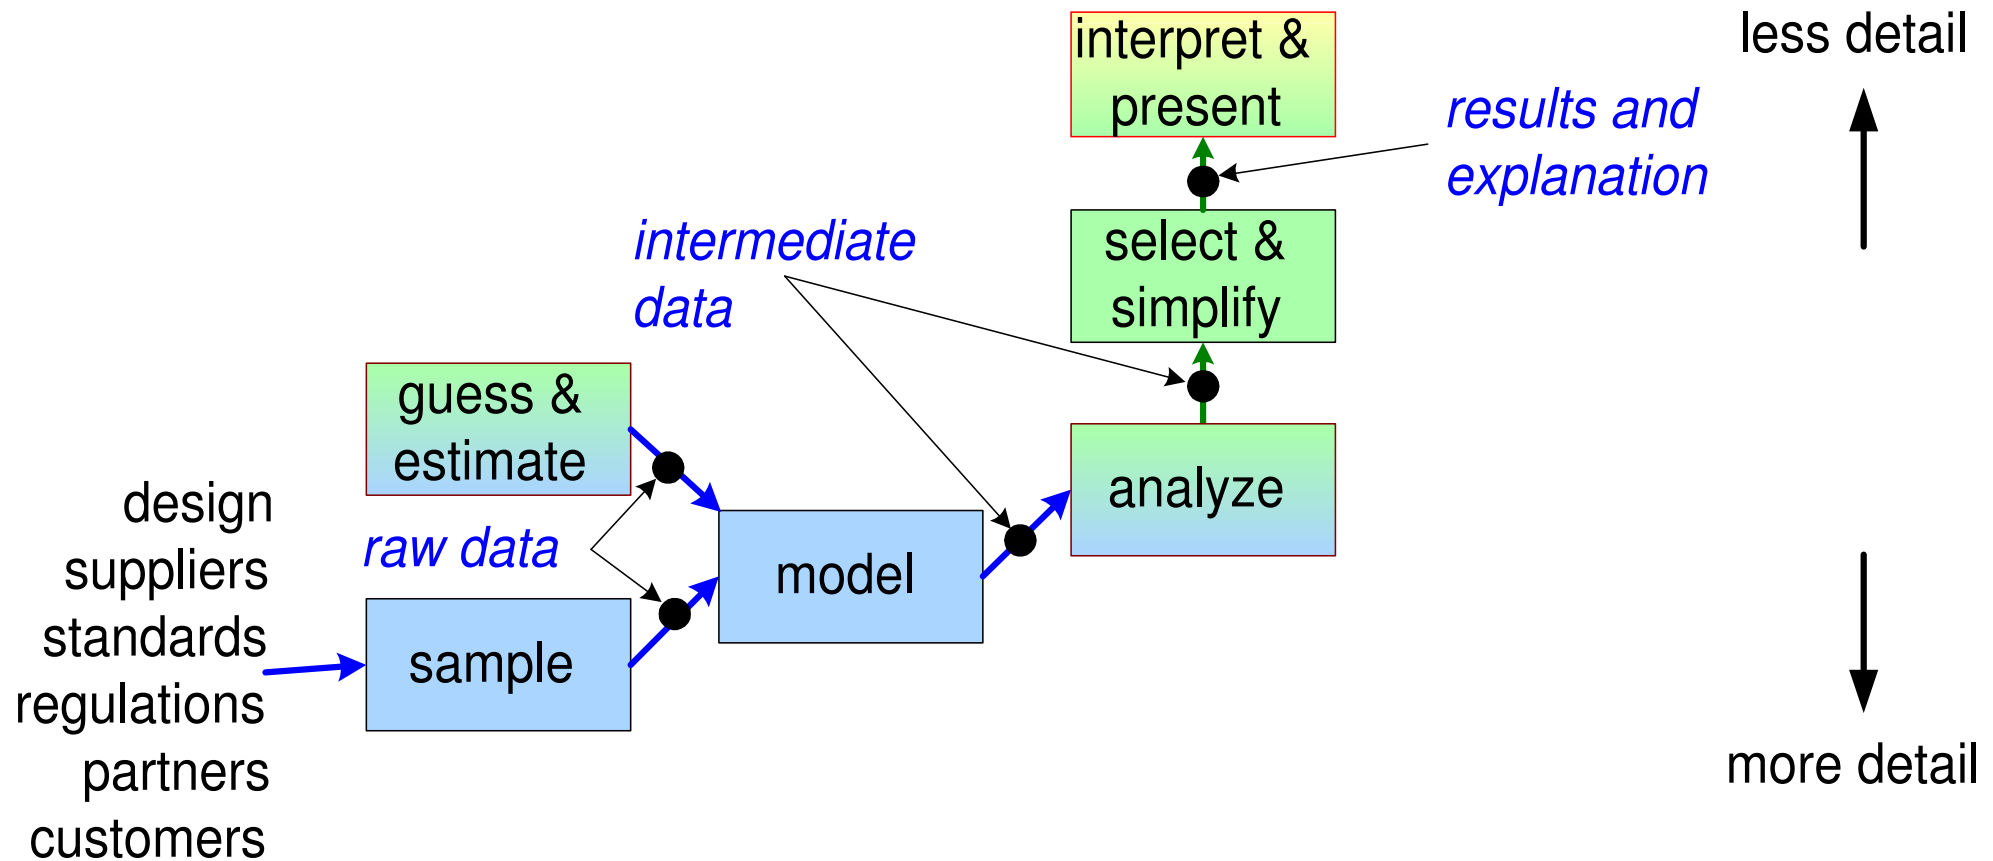 interpret &
present
less detail
results and
explanation
select &
simplify
intermediate
data
guess &
estimate
analyze
raw data
model
sample
design
suppliers
standards
regulations
partners
customers
more detail